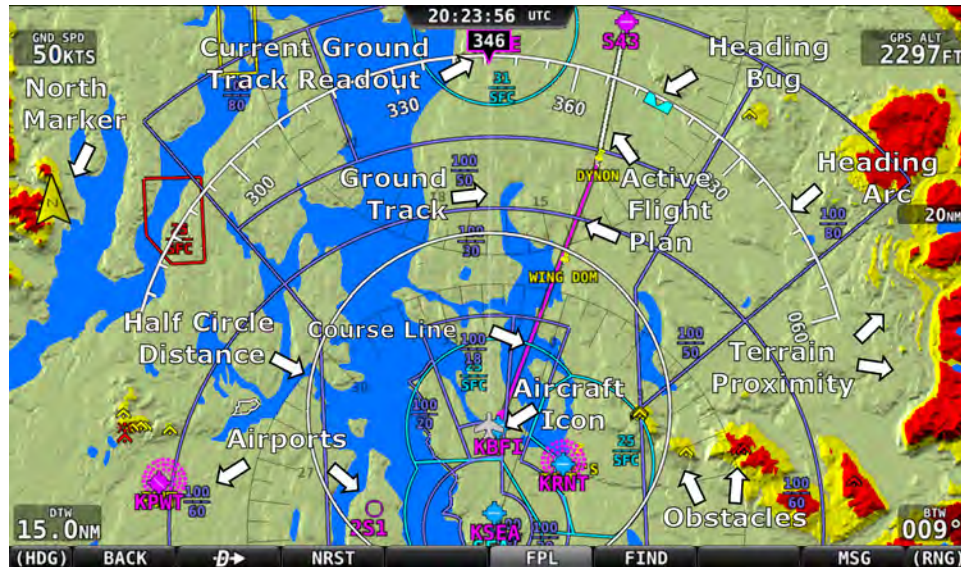 20:23:56 UTC
GND SPD
50KTS
Current Ground
Track Readout
346
S43
Heading
Bug
GPS ALT
2297FT
North
Marker
80
330
31
SFC
360
300
N
Ground
Track
100
50
15
DYNON
Active
Flight
Plan
030
Heading
Arc
100
80
20NM
SFC
100
30
WING DOM
060
Half Circle
Distance
Course Line
100
18
SFC
100
50
Terrain
Proximity
Aircraft
Icon
100
20
KBFI
25
SFC
Airports
27
KPWT
100
60
2S1
KRNT
KSEA
Obstacles
100
60
DTW
15.0NM
BTW
009°
(HDG)
BACK
D
NRST
FPL
FIND
MSG
(RNG)